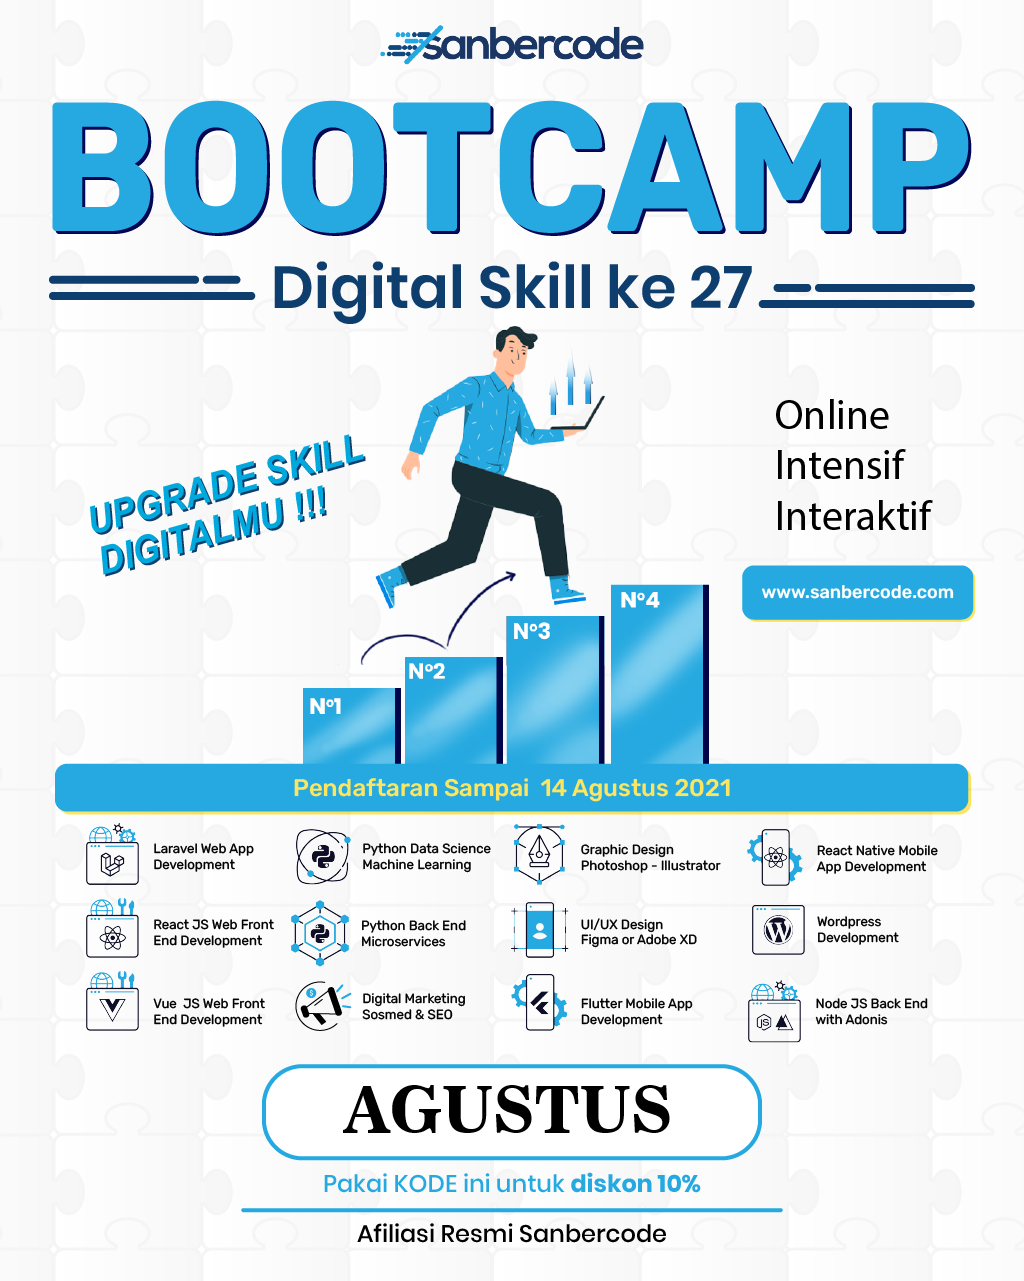 sanbercode
BOOTCAMP
Digital Skill ke 27
UPGRADE SKILL
DIGITALMU !!!
Online
Intensif
Interaktif
www.sanbercode.com
Nº1
Nº2
Nº3
Nº4
Pendaftaran Sampai 14 Agustus 2021
Laravel Web App
Development
Python Data Science
Machine Learning
Graphic Design
Photoshop - Illustrator
React Native Mobile
App Development
React JS Web Front
End Development
Python Back End
Microservices
UI/UX Design
Figma or Adobe XD
Wordpress
Development
Vue JS Web Front
End Development
Digital Marketing
Sosmed & SEO
Flutter Mobile App
Development
Node JS Back End
with Adonis
AGUSTUS
Pakai KODE ini untuk diskon 10%
Afiliasi Resmi Sanbercode